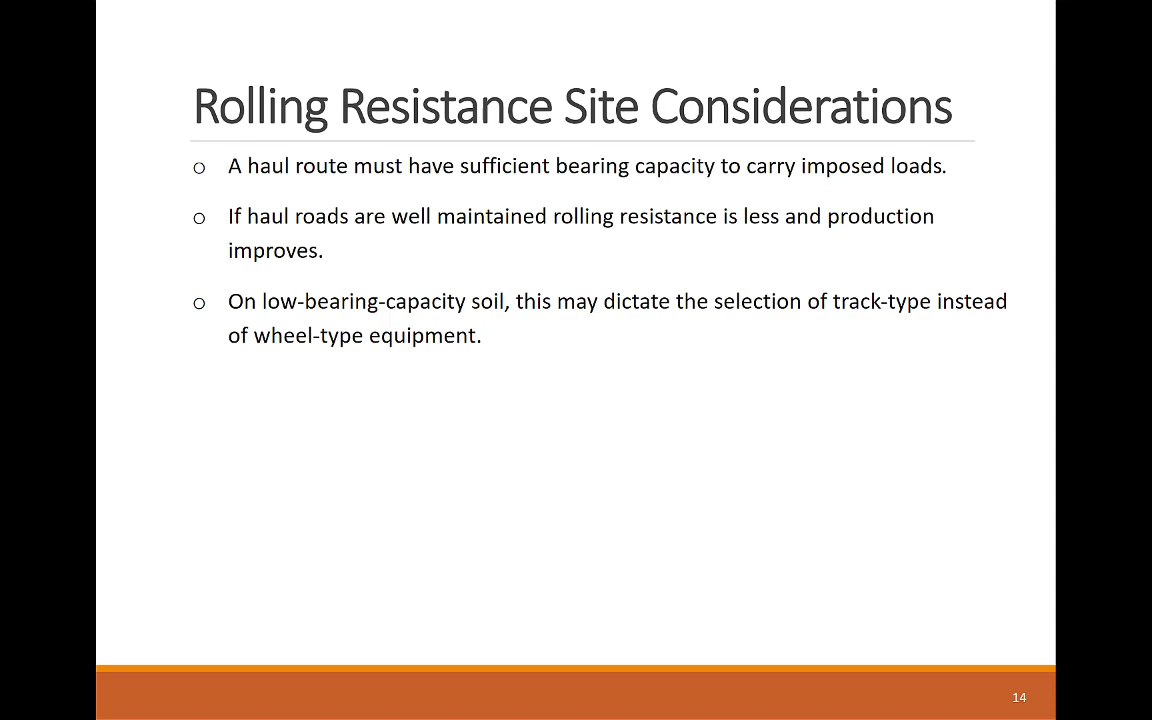 Rolling Resistance Site Considerations
o A haul route must have sufficient bearing capacity to carry imposed loads.
o If haul roads are well maintained rolling resistance is less and production
improves.
o On low-bearing-capacity soil, this may dictate the selection of track-type instead
of wheel-type equipment.
14